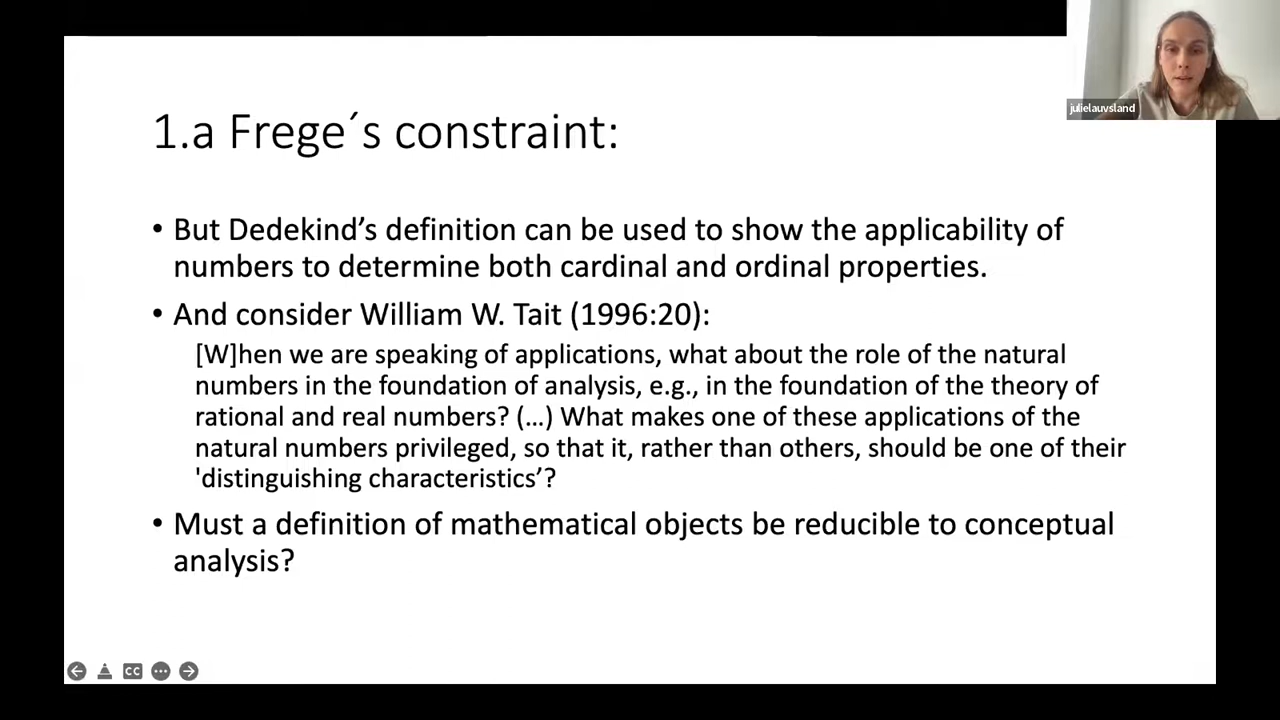 1.a Frege´s constraint:
julielauvsland
• But Dedekind’s definition can be used to show the applicability of
numbers to determine both cardinal and ordinal properties.
• And consider William W. Tait (1996:20):
[W]hen we are speaking of applications, what about the role of the natural
numbers in the foundation of analysis, e.g., in the foundation of the theory of
rational and real numbers? (…) What makes one of these applications of the
natural numbers privileged, so that it, rather than others, should be one of their
'distinguishing characteristics’?
• Must a definition of mathematical objects be reducible to conceptual
analysis?
CC